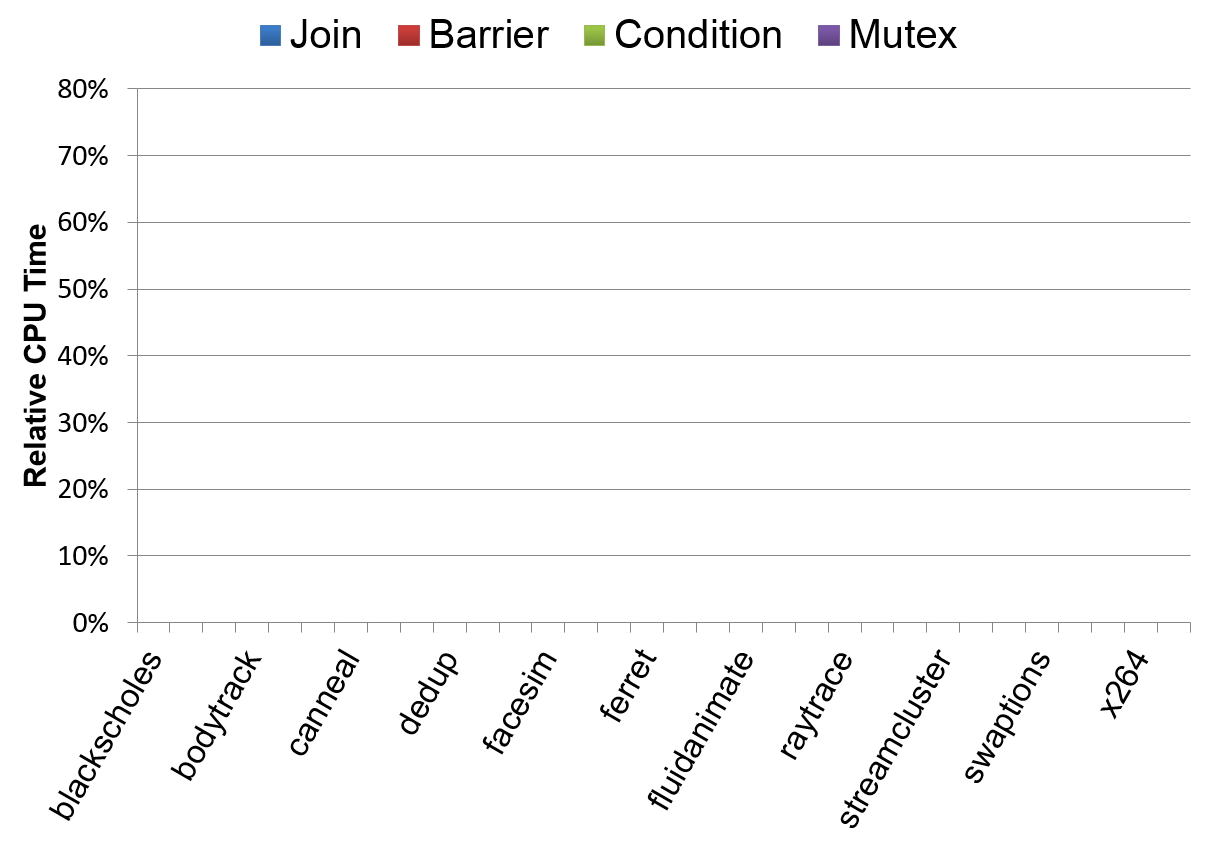 Join Barrier Condition Mutex
80%
70%
60%
50%
40%
30%
20%
10%
0%
Relative CPU Time
blackscholes
bodytrack
canneal
dedup
facesim
ferret
fluidanimate
raytrace
streamcluster
swaptions
x264